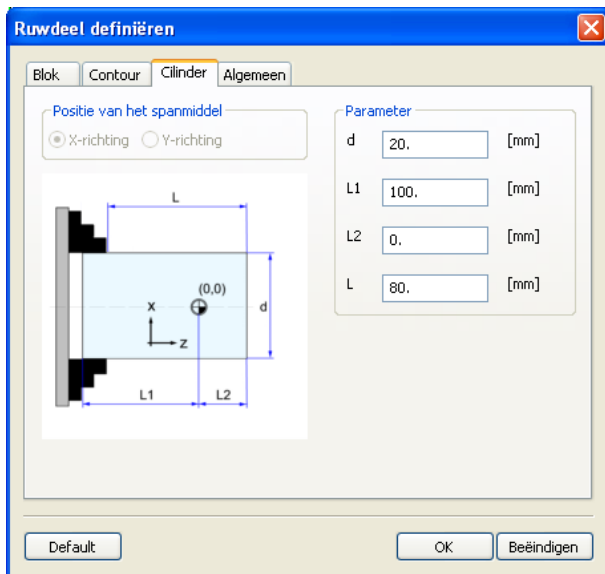 Ruwdeel definiëren
Blok Contour Cilinder Algemeen
Positie van het spanmiddel
X-richting Y-richting
Parameter
d 20. [mm]
L1 100. [mm]
L2 0. [mm]
L 80. [mm]
L
(0,0)
X
Z
d
L1 L2
Default OK Beëindigen